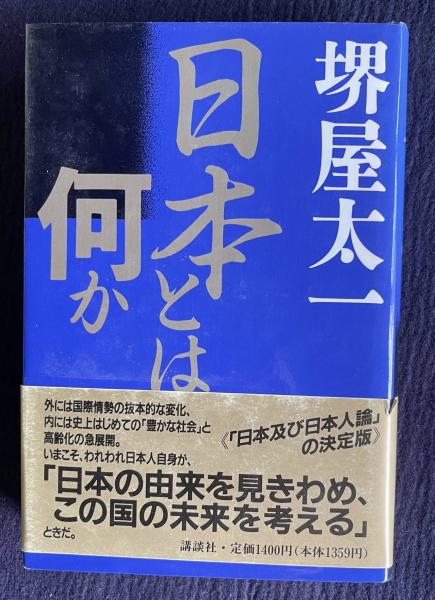 堺屋太一
日本とは
何か
《「日本及び日本人論」
の決定版》
外には国際情勢の抜本的な変化、
内には史上はじめての「豊かな社会」と
高齢化の急展開。
いまこそ、われわれ日本人自身が、
「日本の由来を見きわめ、
この国の未来を考える」
ときだ。
講談社・定価1400円(本体1359円)